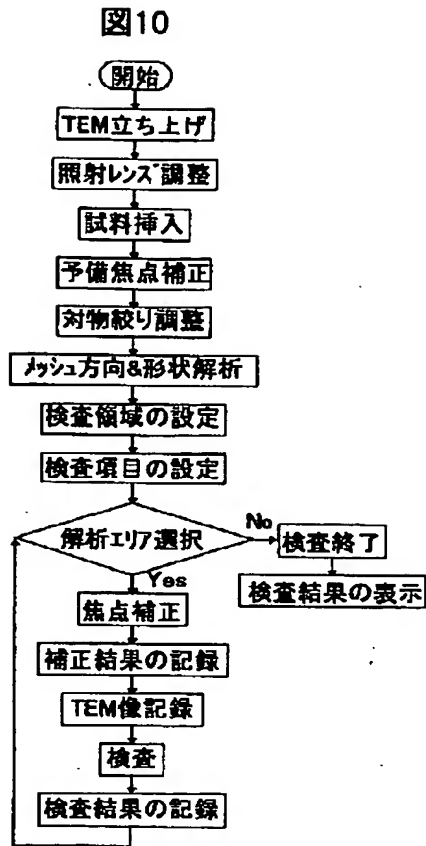 図10
開始
TEM立ち上げ
照射レンズ調整
試料挿入
予備焦点補正
対物絞り調整
メッシュ方向&形状解析
検査領域の設定
検査項目の設定
解析エリア選択
No
検査終了
Yes
検査結果の表示
焦点補正
補正結果の記録
TEM像記録
検査
検査結果の記録